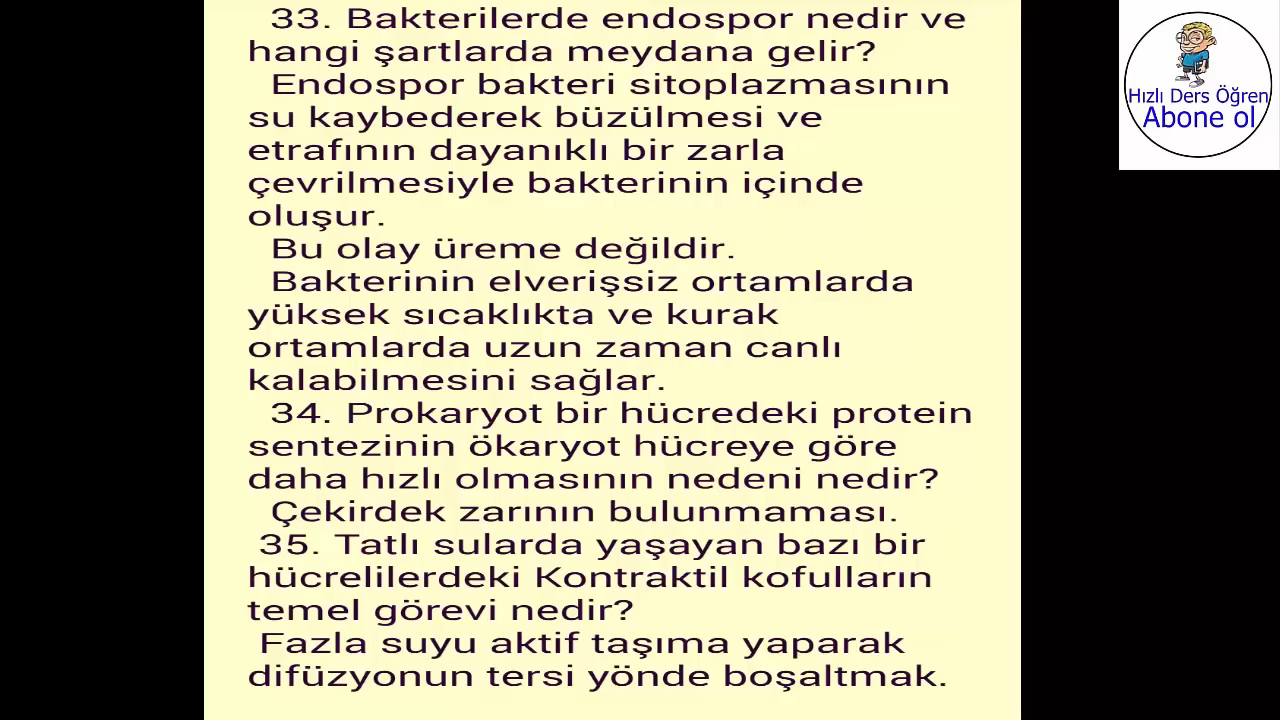 33. Bakterilerde endospor nedir ve
hangi şartlarda meydana gelir?
Endospor bakteri sitoplazmasının
su kaybederek büzülmesi ve
etrafının dayanıklı bir zarla
çevrilmesiyle bakterinin içinde
oluşur.
Bu olay üreme değildir.
Bakterinin elverişsiz ortamlarda
yüksek sıcaklıkta ve kurak
ortamlarda uzun zaman canlı
kalabilmesini sağlar.
34. Prokaryot bir hücredeki protein
sentezinin ökaryot hücreye göre
daha hızlı olmasının nedeni nedir?
Çekirdek zarının bulunmaması.
35. Tatlı sularda yaşayan bazı bir
hücrelilerdeki Kontraktil kofulların
temel görevi nedir?
Fazla suyu aktif taşıma yaparak
difüzyonun tersi yönde boşaltmak.
Hızlı Ders Öğren
Abone ol